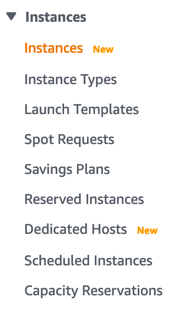 Instances
Instances New
Instance Types
Launch Templates
Spot Requests
Savings Plans
Reserved Instances
Dedicated Hosts New
Scheduled Instances
Capacity Reservations